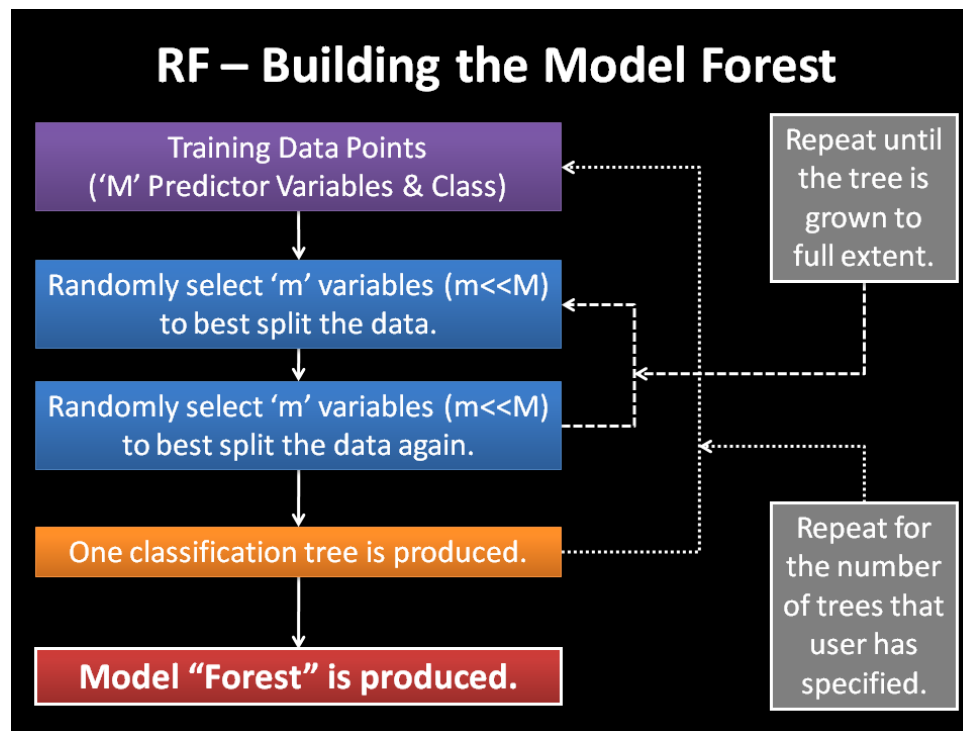 RF – Building the Model Forest
Training Data Points
(‘M’ Predictor Variables & Class)
Randomly select ‘m’ variables (m<<M)
to best split the data.
Randomly select ‘m’ variables (m<<M)
to best split the data again.
One classification tree is produced.
Model “Forest” is produced.
Repeat until
the tree is
grown to
full extent.
Repeat for
the number
of trees that
user has
specified.